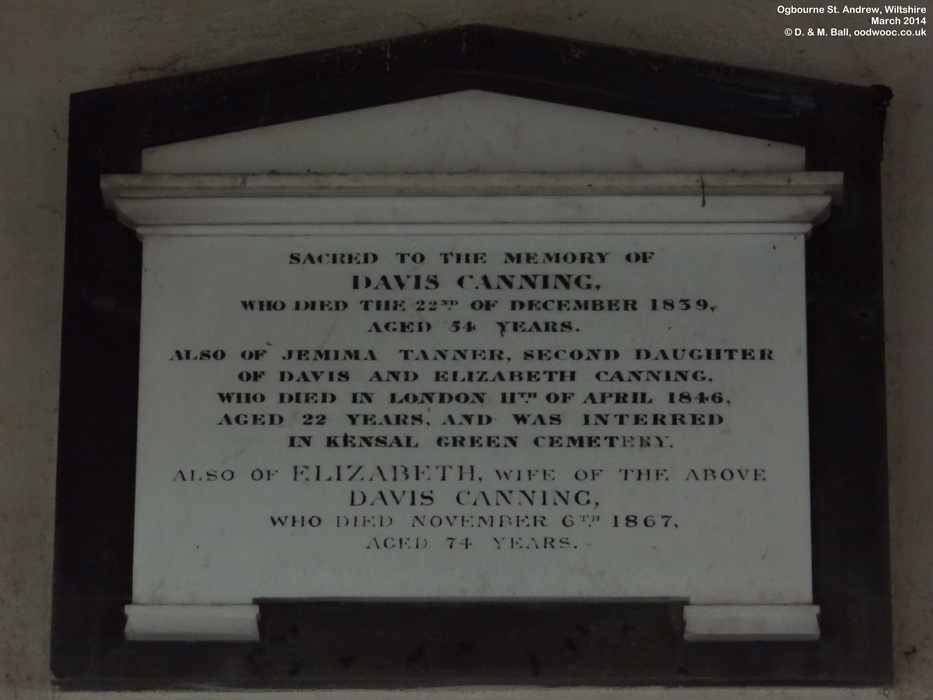 Ogbourne St. Andrew, Wiltshire
March 2014
© D. & M. Ball, oodwooc.co.uk
SACRED TO THE MEMORY OF
DAVIS CANNING,
WHO DIED THE 22ND OF DECEMBER 1839,
AGED 54 YEARS.
ALSO OF JEMIMA TANNER, SECOND DAUGHTER
OF DAVIS AND ELIZABETH CANNING,
WHO DIED IN LONDON 11TH OF APRIL 1846,
AGED 22 YEARS, AND WAS INTERRED
IN KENSAL GREEN CEMETERY.
ALSO OF ELIZABETH, WIFE OF THE ABOVE
DAVIS CANNING,
WHO DIED NOVEMBER 6TH 1867,
AGED 74 YEARS.